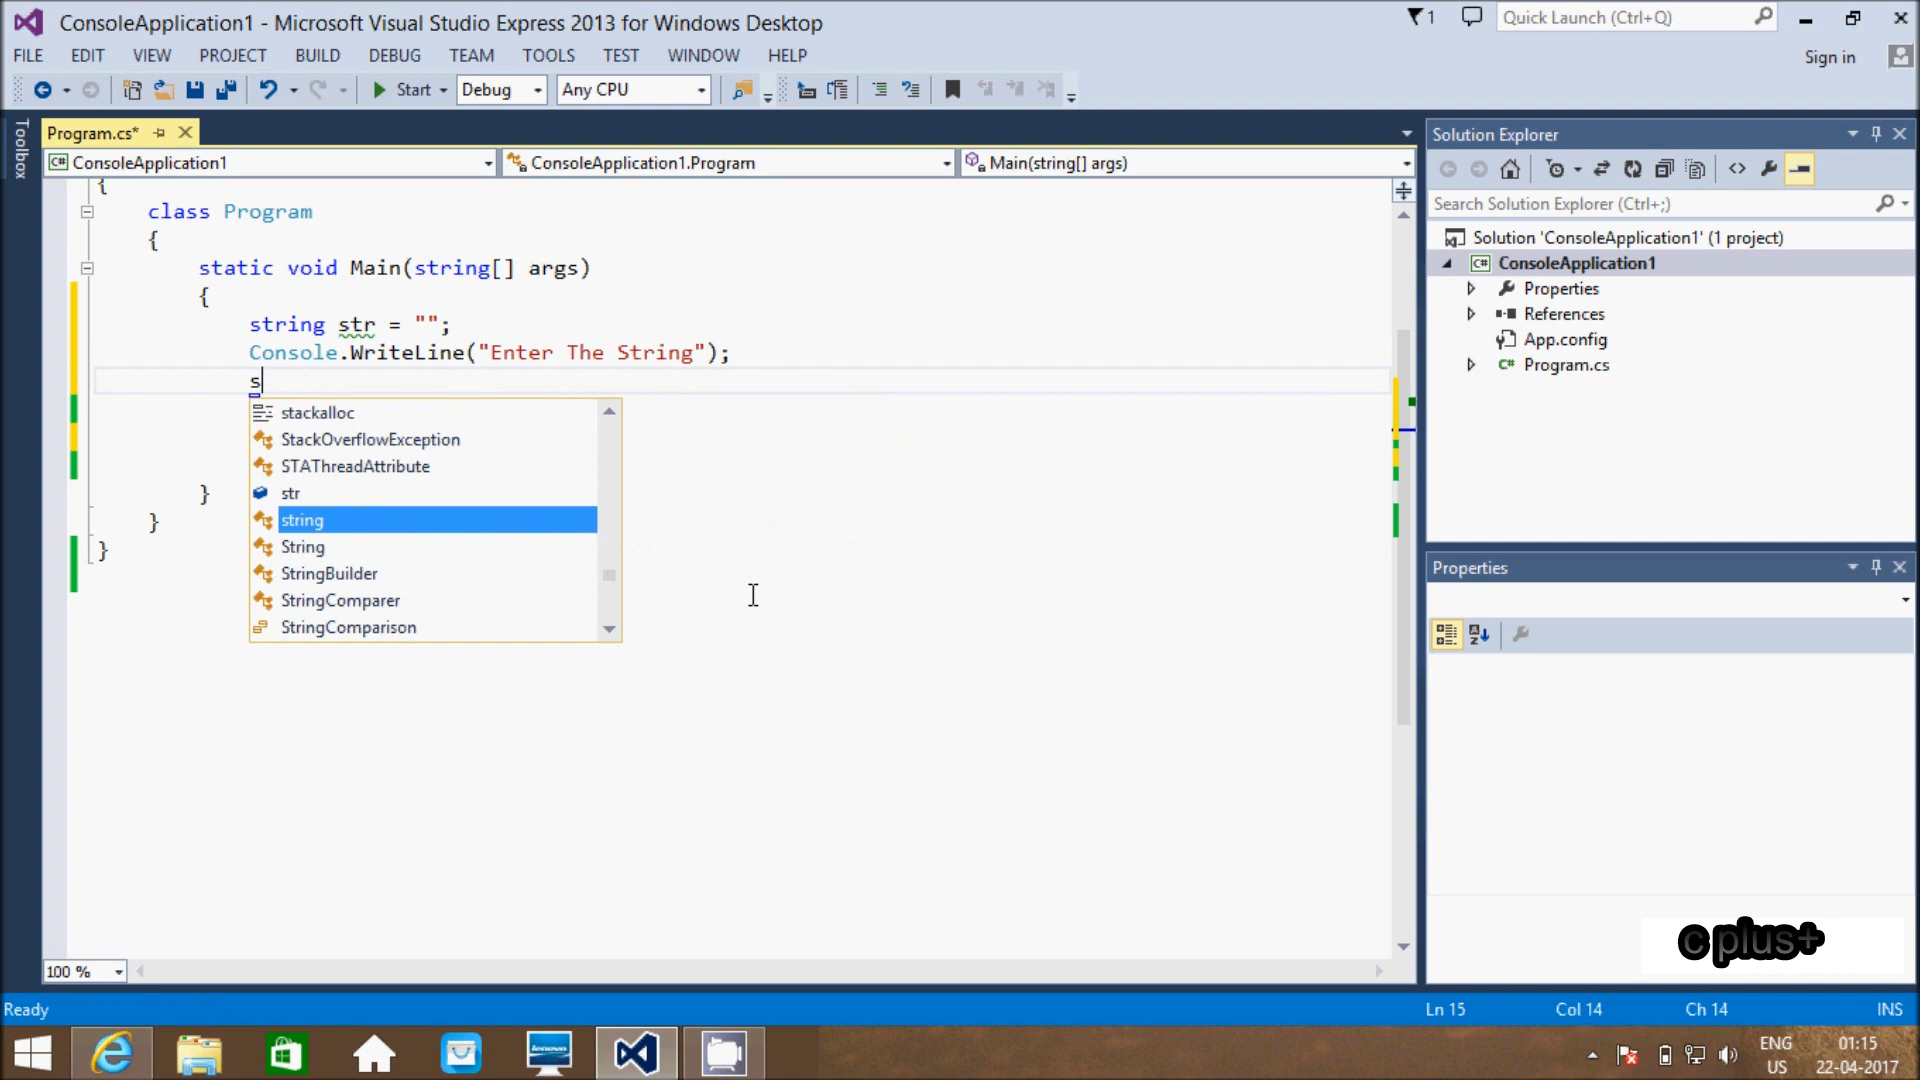 ConsoleApplication1 - Microsoft Visual Studio Express 2013 for Windows Desktop
1
Quick Launch (Ctrl+Q)
FILE EDIT VIEW PROJECT BUILD DEBUG TEAM TOOLS TEST WINDOW HELP
Sign in
Start Debug Any CPU
Toolbox
Program.cs*
ConsoleApplication1
ConsoleApplication1.Program
Main(string[] args)
{
class Program
{
static void Main(string[] args)
{
string str = "";
Console.WriteLine("Enter The String");
s
stackalloc
StackOverflowException
STAThreadAttribute
str
string
String
StringBuilder
StringComparer
StringComparison
}
}
}
100 %
Solution Explorer
Search Solution Explorer (Ctrl+;)
Solution 'ConsoleApplication1' (1 project)
ConsoleApplication1
Properties
References
App.config
Program.cs
Properties
c plus+
Ready
Ln 15
Col 14
Ch 14
INS
lenovo
ENG
US
01:15
22-04-2017